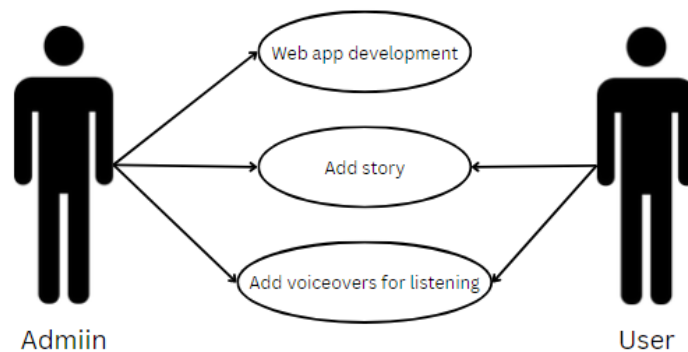 Web app development
Add story
Add voiceovers for listening
Admiin
User